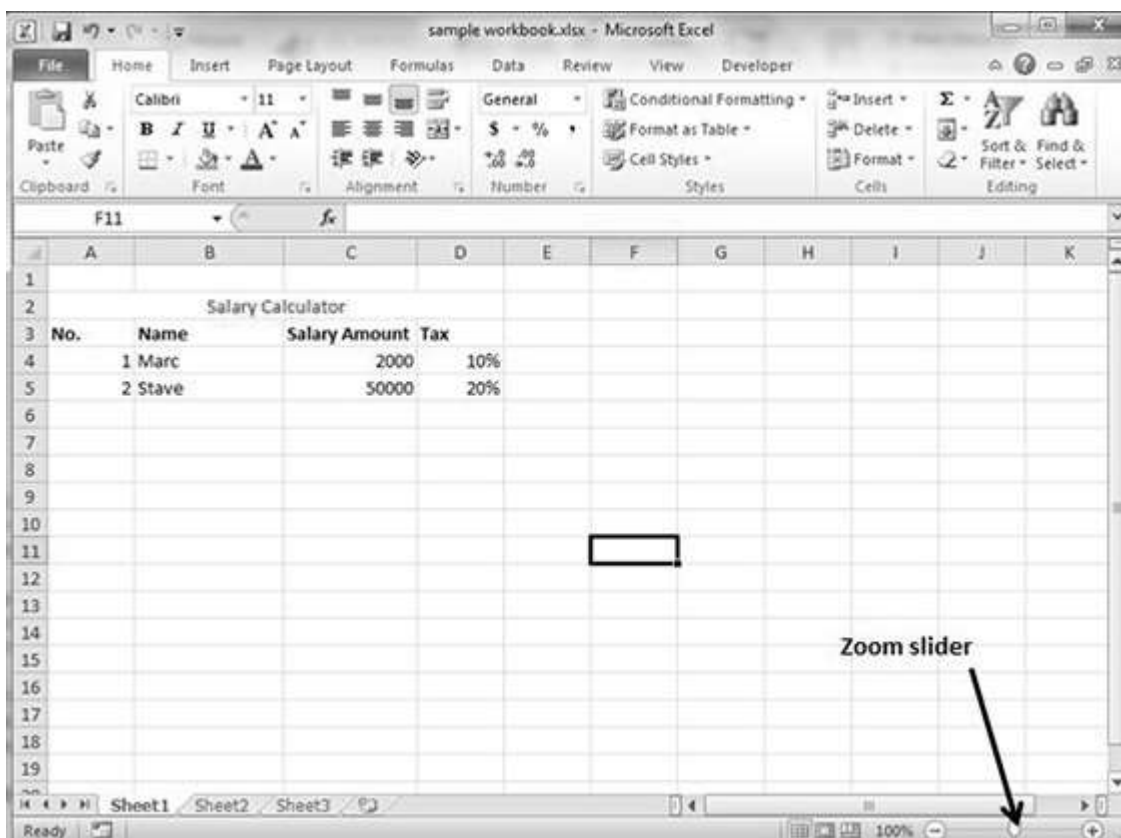 sample workbook.xlsx - Microsoft Excel
File Home Insert Page Layout Formulas Data Review View Developer
Calibri 11 General Conditional Formatting Insert Σ
B I U A A $ % , Format as Table Delete
Paste Cell Styles Format Sort & Filter Find & Select
Clipboard Font Alignment Number Styles Cells Editing
F11 fx
A B C D E F G H I J K
1
2 Salary Calculator
3 No. Name Salary Amount Tax
4 1 Marc 2000 10%
5 2 Stave 50000 20%
6
7
8
9
10
11
12
13
14
Zoom slider
15
16
17
18
19
Sheet1 Sheet2 Sheet3
Ready 100%